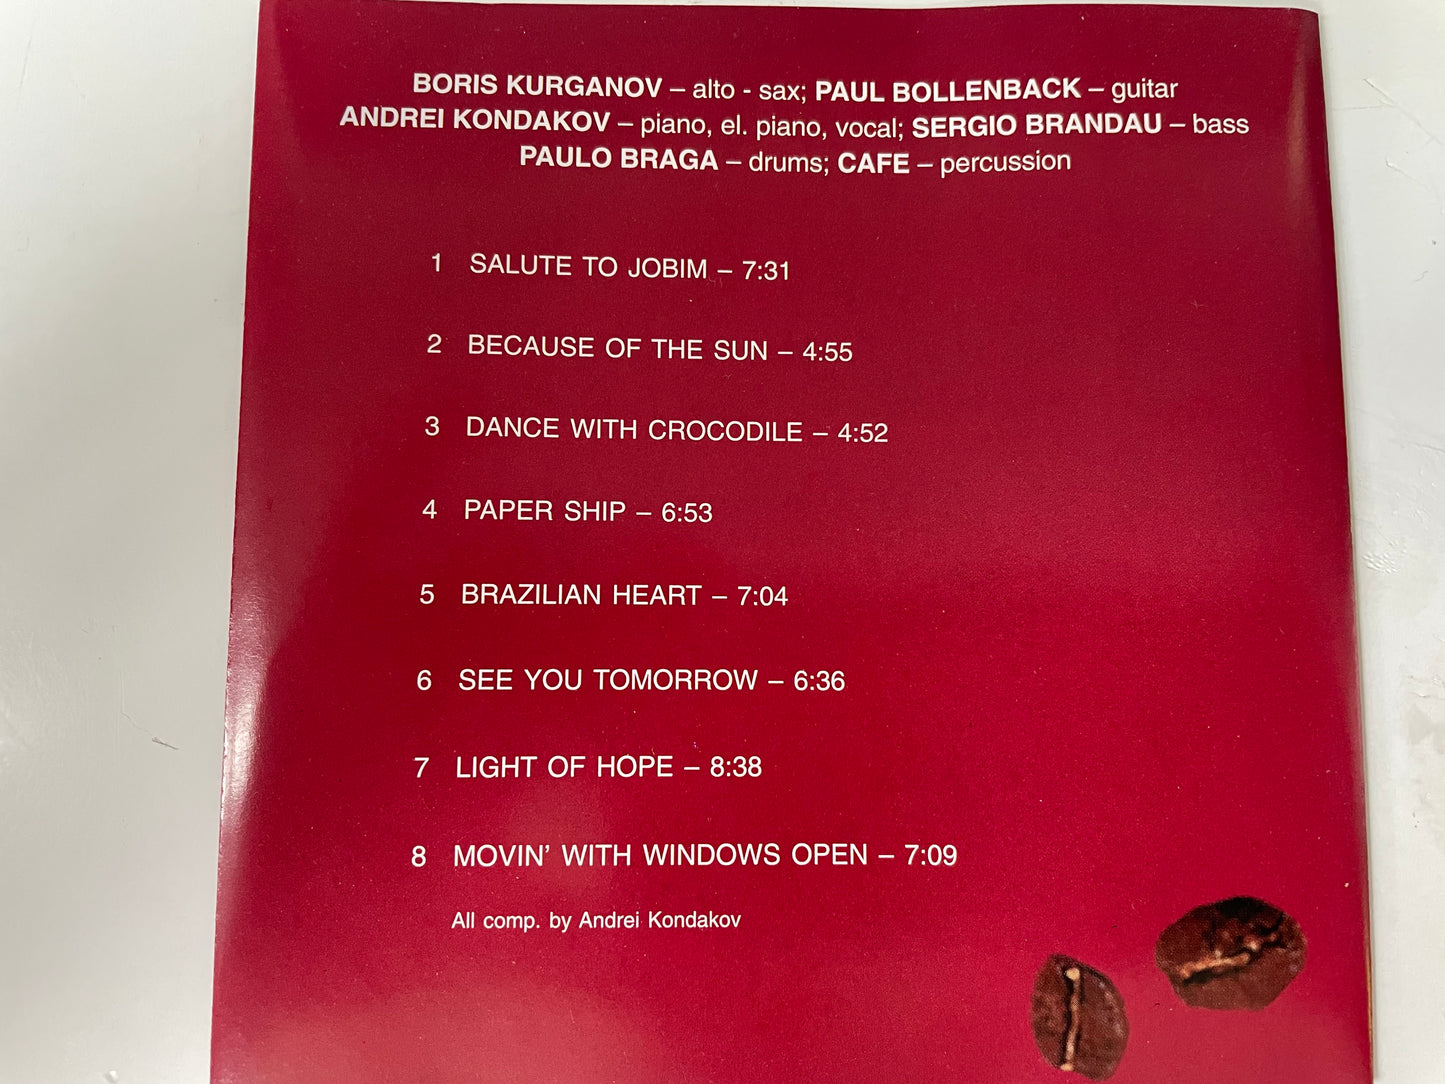 BORIS KURGANOV – alto - sax; PAUL BOLLENBACK – guitar
ANDREI KONDAKOV – piano, el. piano, vocal; SERGIO BRANDAU – bass
PAULO BRAGA – drums; CAFE – percussion
1 SALUTE TO JOBIM – 7:31
2 BECAUSE OF THE SUN – 4:55
3 DANCE WITH CROCODILE – 4:52
4 PAPER SHIP – 6:53
5 BRAZILIAN HEART – 7:04
6 SEE YOU TOMORROW – 6:36
7 LIGHT OF HOPE – 8:38
8 MOVIN' WITH WINDOWS OPEN – 7:09
All comp. by Andrei Kondakov